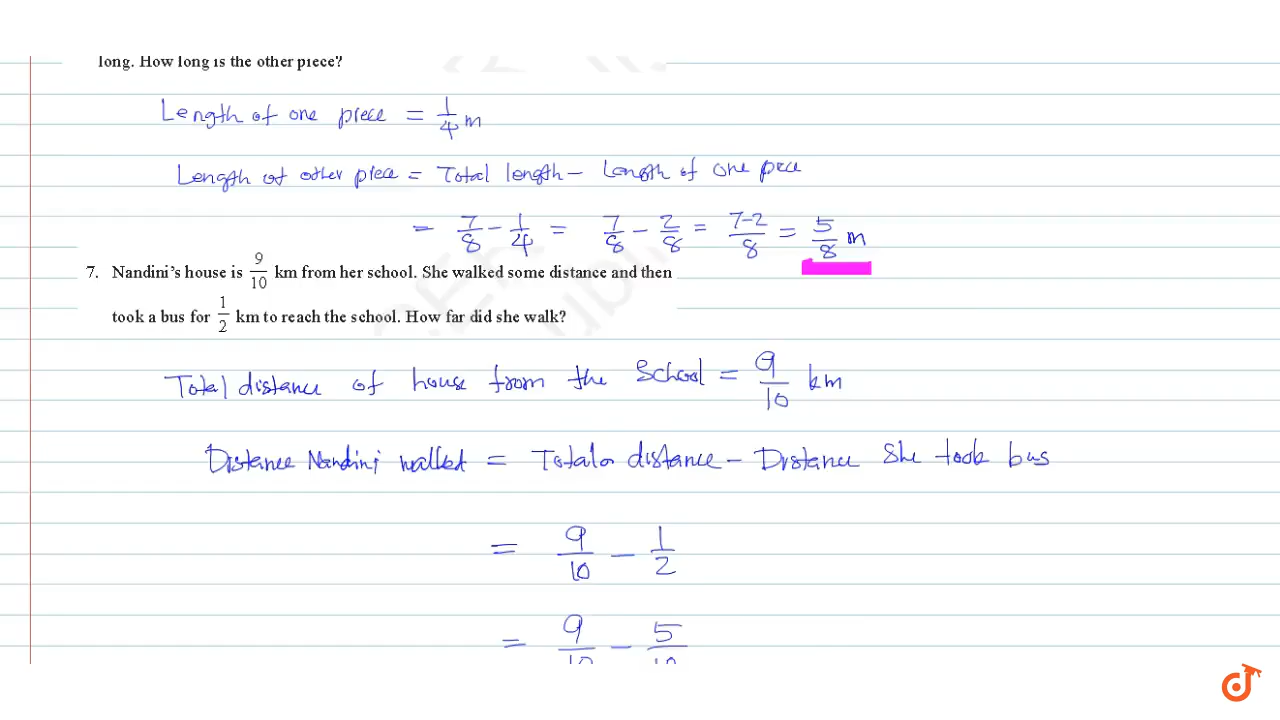 long. How long is the other piece?
Length of one piece = 1/4 m
Length of other piece = Total length - Length of one piece
= 7/8 - 1/4 = 7/8 - 2/8 = 7-2/8 = 5/8 m
7. Nandini's house is 9/10 km from her school. She walked some distance and then
took a bus for 1/2 km to reach the school. How far did she walk?
Total distance of house from the School = 9/10 km
Distance Nandini walked = Total distance - Distance She took bus
= 9/10 - 1/2
= 9/10 - 5/10